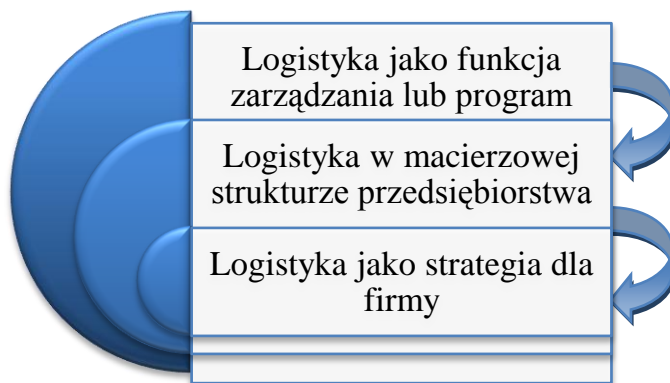 Logistyka jako funkcja
zarządzania lub program
Logistyka w macierzowej
strukturze przedsiębiorstwa
Logistyka jako strategia dla
firmy